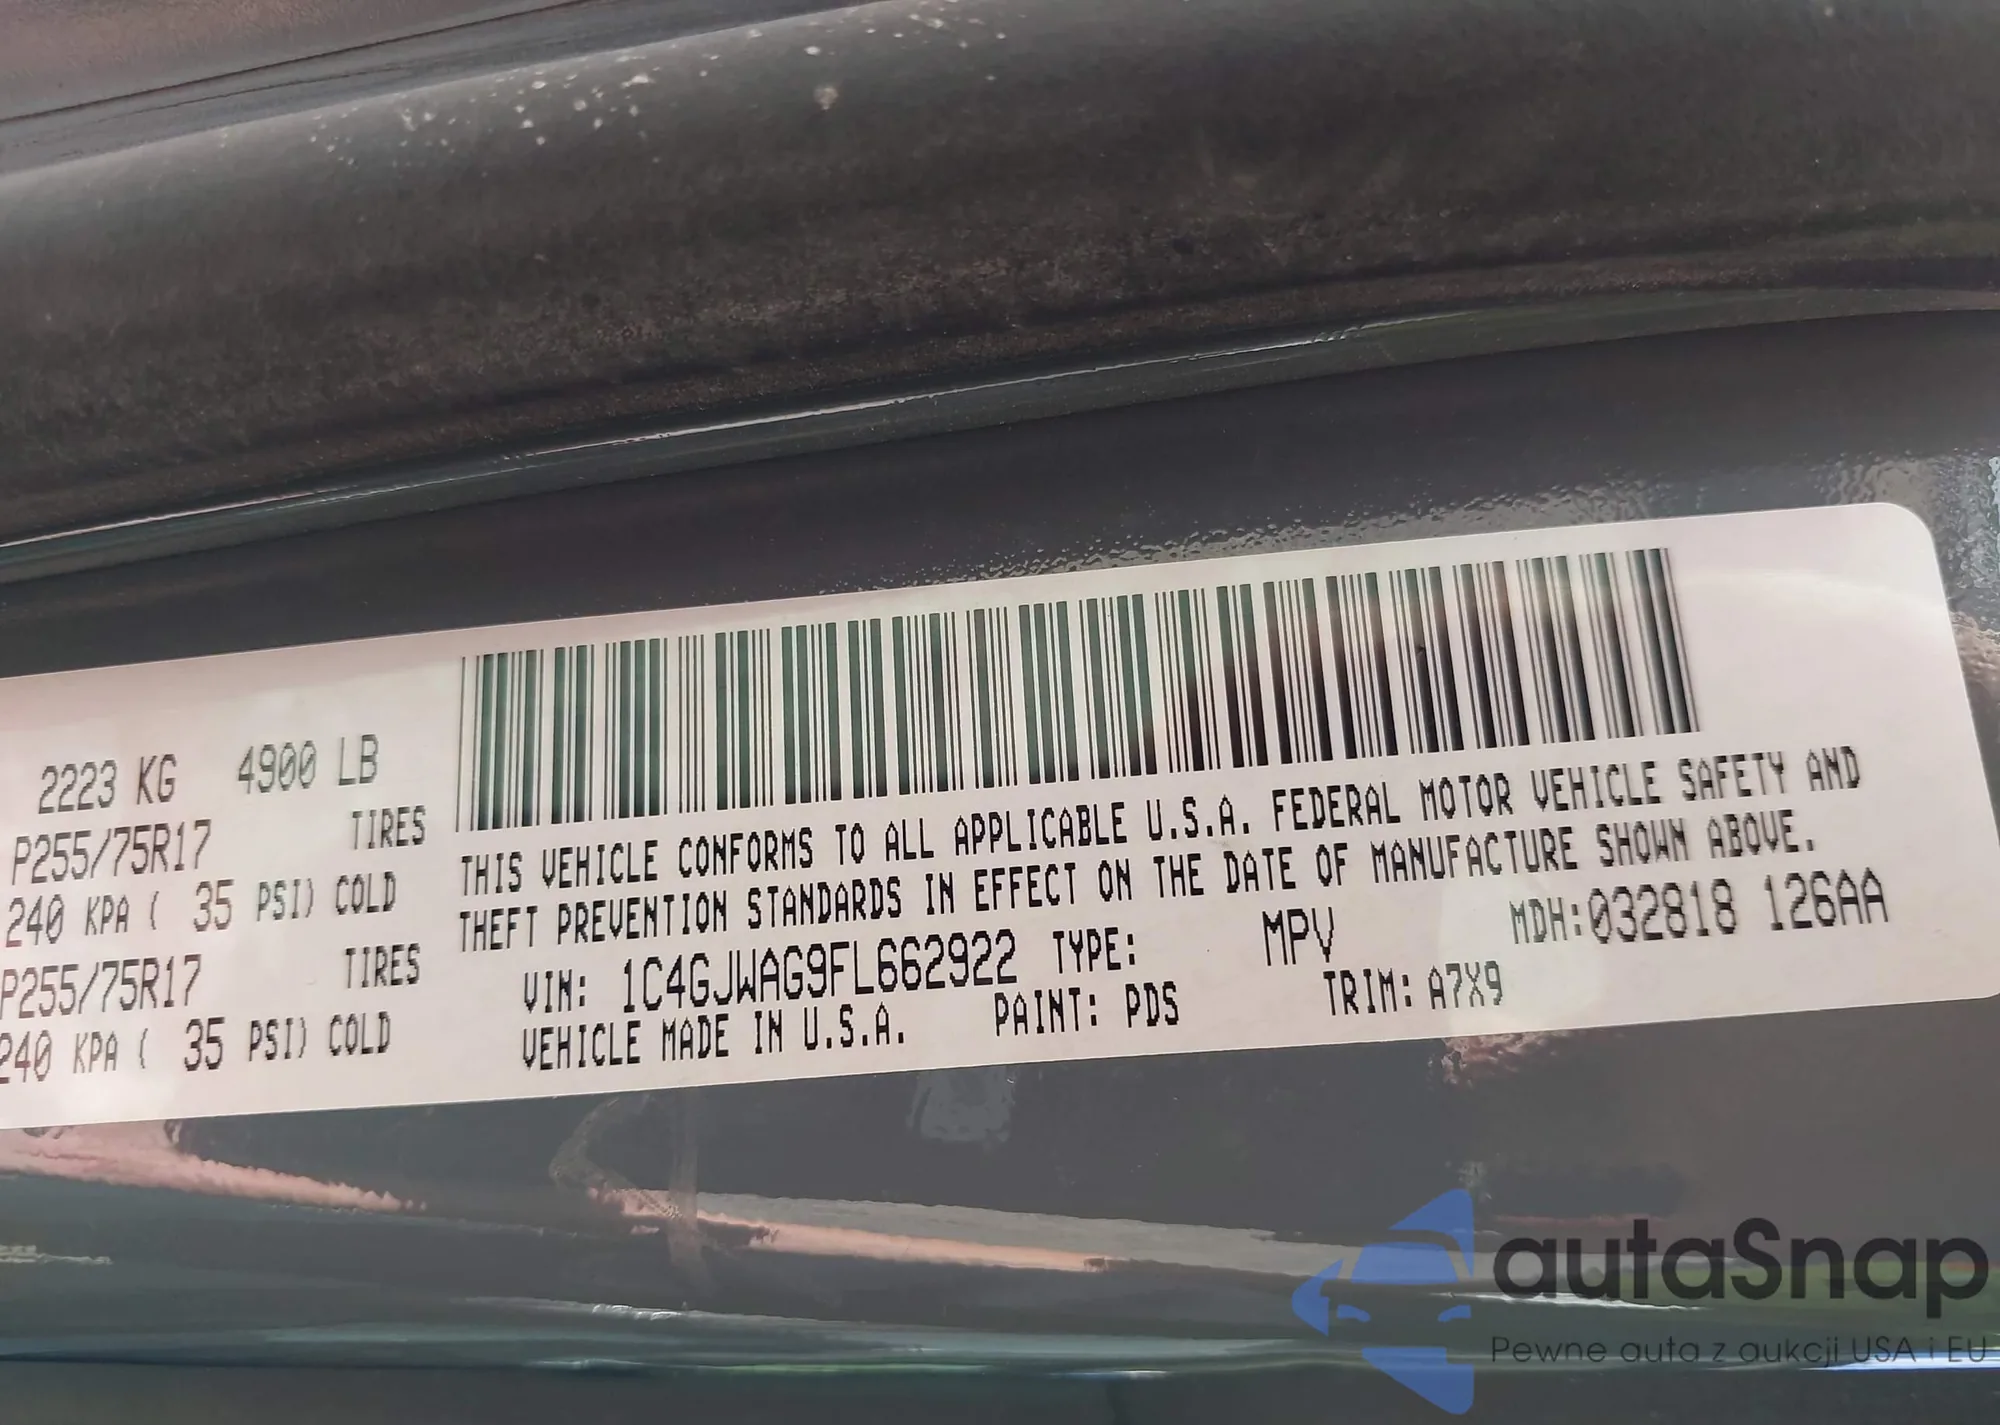 2223 KG 4900 LB
P255/75R17 TIRES
240 KPA ( 35 PSI) COLD
P255/75R17 TIRES
240 KPA ( 35 PSI) COLD
THIS VEHICLE CONFORMS TO ALL APPLICABLE U.S.A. FEDERAL MOTOR VEHICLE SAFETY AND
THEFT PREVENTION STANDARDS IN EFFECT ON THE DATE OF MANUFACTURE SHOWN ABOVE.
VIN: 1C4GJWAG9FL662922 TYPE: MPV MDH:032818 126AA
VEHICLE MADE IN U.S.A. PAINT: PDS TRIM: A7X9
autaSnap
Pewne auta z aukcji USA i EU